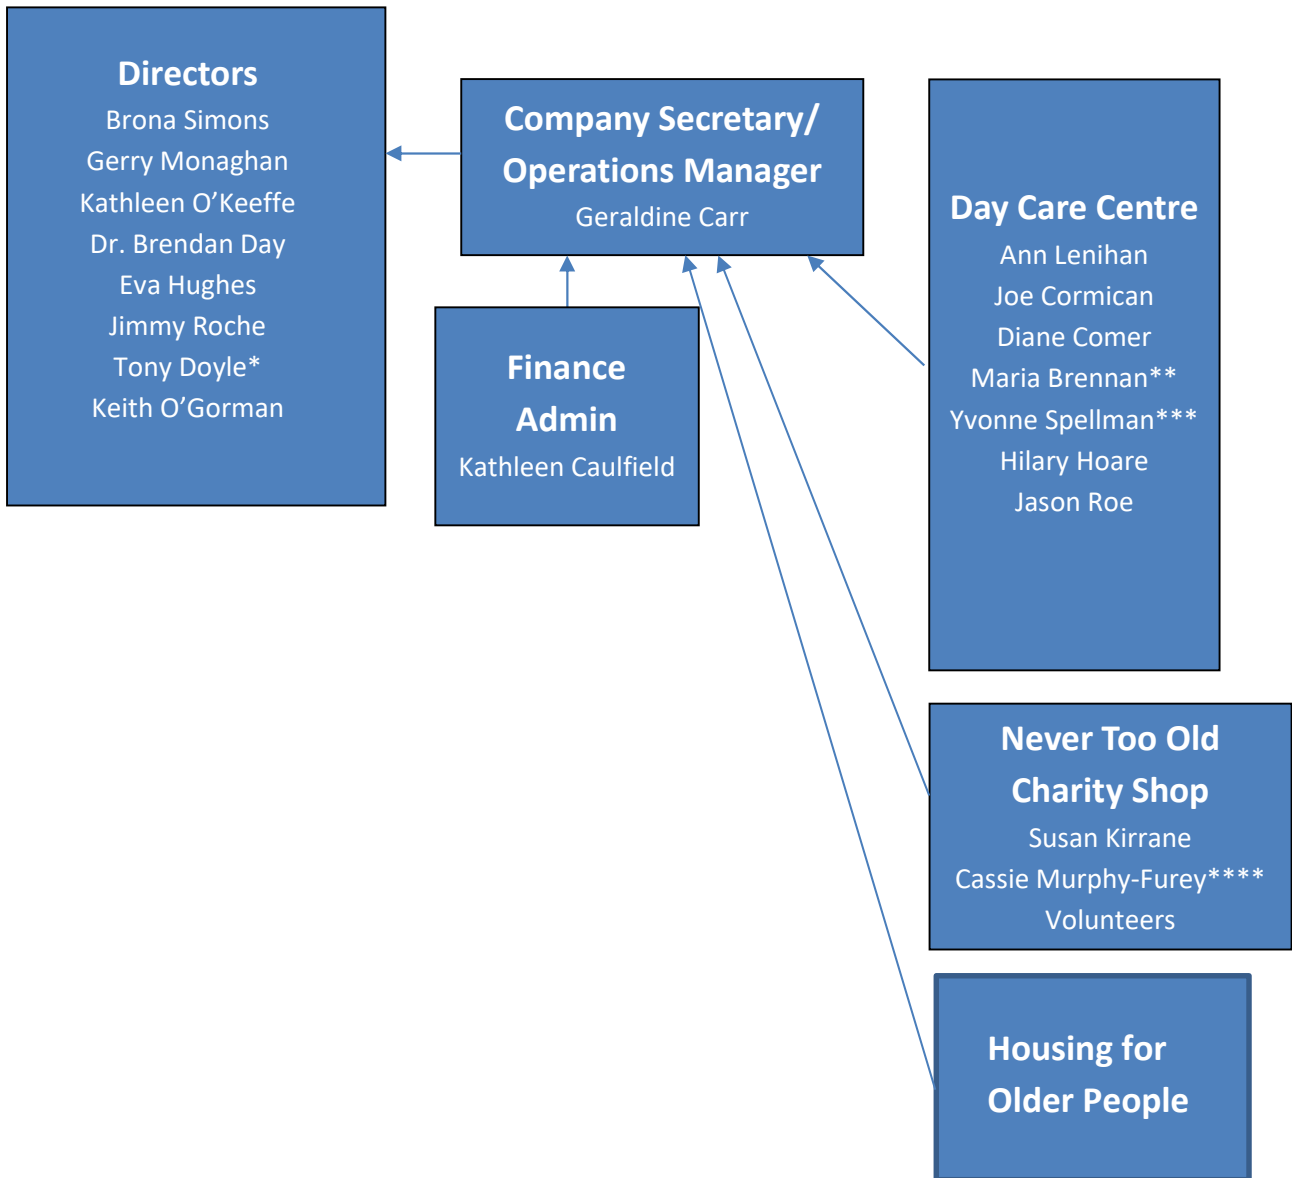 Directors
Brona Simons
Gerry Monaghan
Kathleen O’Keeffe
Dr. Brendan Day
Eva Hughes
Jimmy Roche
Tony Doyle*
Keith O’Gorman
Company Secretary/
Operations Manager
Geraldine Carr
Finance
Admin
Kathleen Caulfield
Day Care Centre
Ann Lenihan
Joe Cormican
Diane Comer
Maria Brennan**
Yvonne Spellman***
Hilary Hoare
Jason Roe
Never Too Old
Charity Shop
Susan Kirrane
Cassie Murphy-Furey****
Volunteers
Housing for
Older People